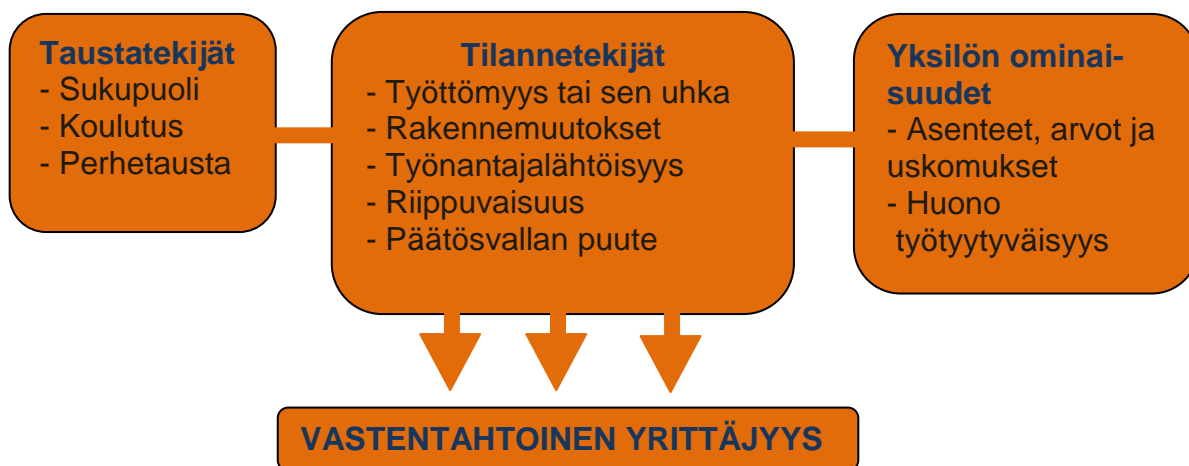 Taustatekijät
- Sukupuoli
- Koulutus
- Perhetausta
Tilannetekijät
- Työttömyys tai sen uhka
- Rakennemuutokset
- Työnantajalähtöisyys
- Riippuvaisuus
- Päätösvallan puute
Yksilön ominai-
suudet
- Asenteet, arvot ja
uskomukset
- Huono
työtyytyväisyys
VASTENTAHTOINEN YRITTÄJYYS